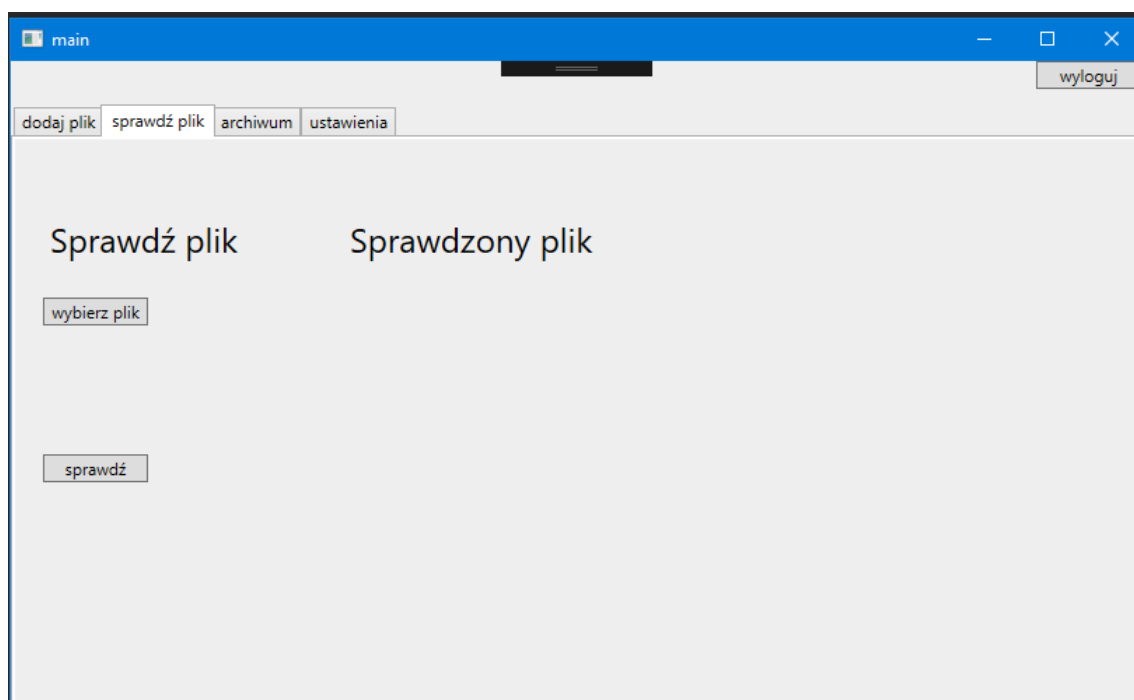 main
wyloguj
dodaj plik sprawdź plik archiwum ustawienia
Sprawdź plik Sprawdzony plik
wybierz plik
sprawdź